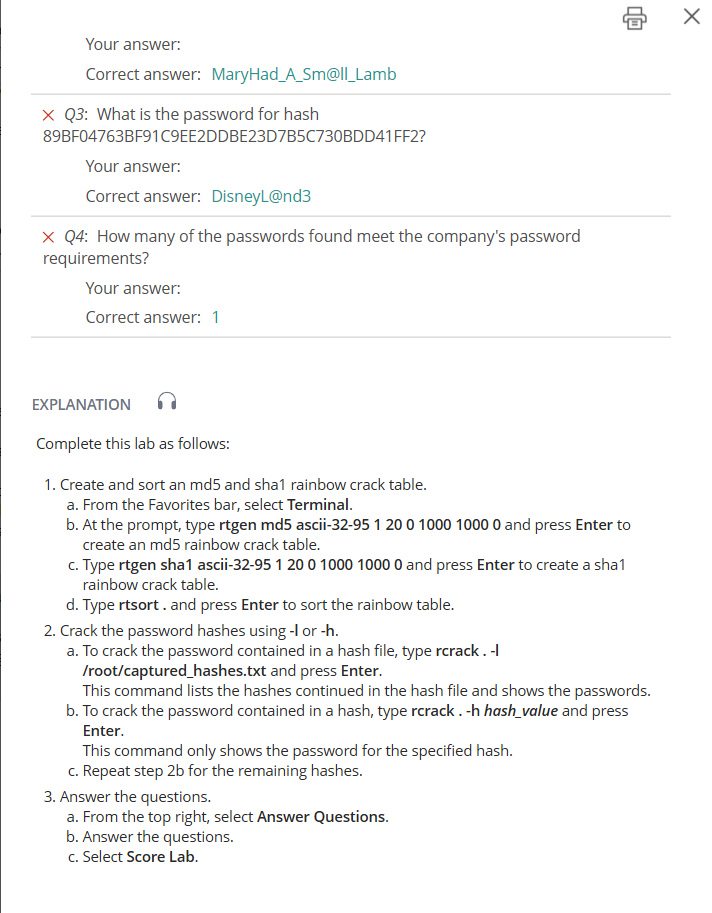 Your answer:
Correct answer: MaryHad_A_Sm@ll_Lamb
Q3: What is the password for hash
89BF04763BF91C9EE2DDBE23D7B5C730BDD41FF2?
Your answer:
Correct answer: DisneyL@nd3
Q4: How many of the passwords found meet the company's password
requirements?
Your answer:
Correct answer: 1
EXPLANATION
Complete this lab as follows:
1. Create and sort an md5 and sha1 rainbow crack table.
a. From the Favorites bar, select Terminal.
b. At the prompt, type rtgen md5 ascii-32-95 1 20 0 1000 1000 0 and press Enter to
create an md5 rainbow crack table.
c. Type rtgen sha1 ascii-32-95 1 20 0 1000 1000 0 and press Enter to create a sha1
rainbow crack table.
d. Type rtsort . and press Enter to sort the rainbow table.
2. Crack the password hashes using -l or -h.
a. To crack the password contained in a hash file, type rcrack . -l
/root/captured_hashes.txt and press Enter.
This command lists the hashes continued in the hash file and shows the passwords.
b. To crack the password contained in a hash, type rcrack . -h hash_value and press
Enter.
This command only shows the password for the specified hash.
c. Repeat step 2b for the remaining hashes.
3. Answer the questions.
a. From the top right, select Answer Questions.
b. Answer the questions.
c. Select Score Lab.